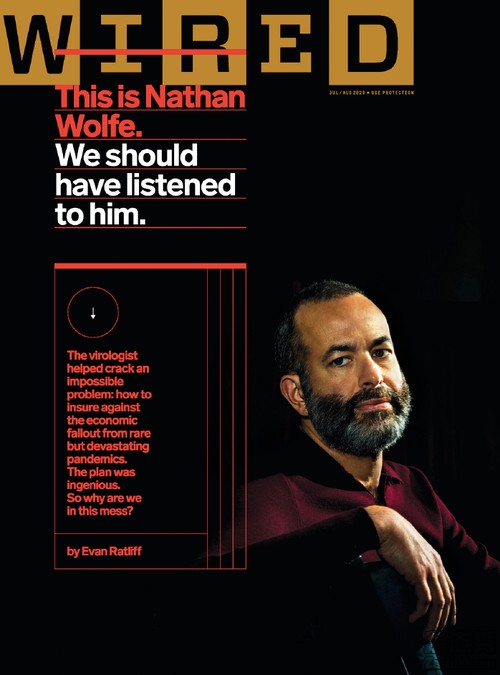 WIRED
JUL/AUG 2020
This is Nathan
Wolfe.
We should
have listened
to him.
↓
The virologist
helped crack an
impossible
problem: how to
insure against
the economic
fallout from rare
but devastating
pandemics.
The plan was
ingenious.
So why are we
in this mess?
by Evan Ratliff